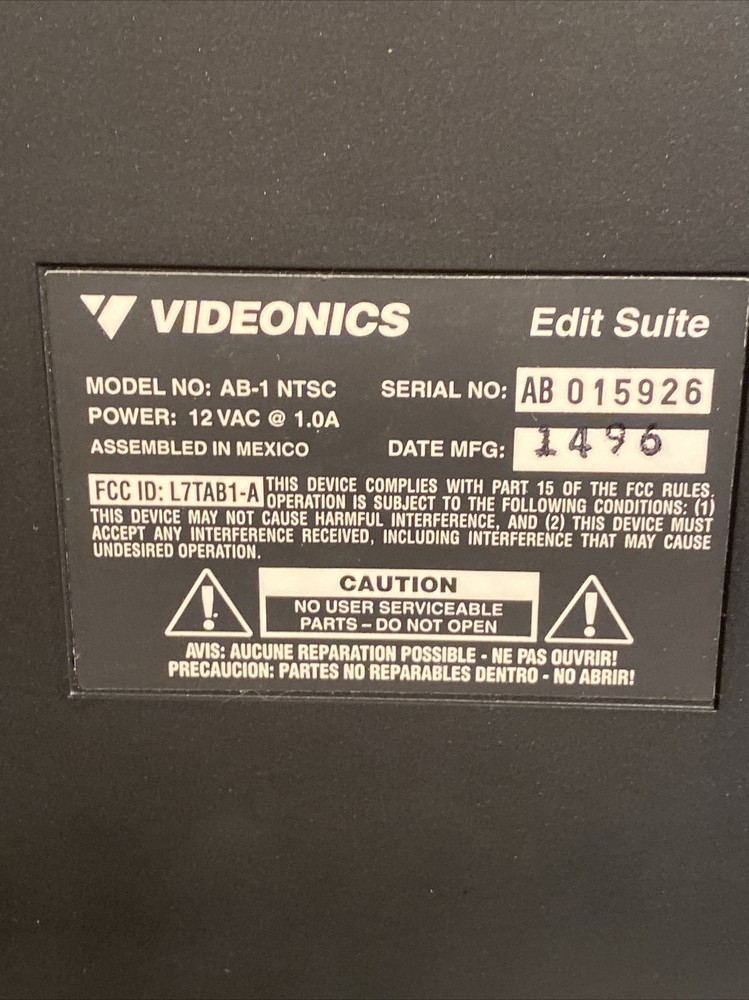 VIDEONICS Edit Suite
MODEL NO: AB-1 NTSC SERIAL NO: AB 015926
POWER: 12 VAC @ 1.0A
ASSEMBLED IN MEXICO DATE MFG: 1496
FCC ID: L7TAB1-A THIS DEVICE COMPLIES WITH PART 15 OF THE FCC RULES.
OPERATION IS SUBJECT TO THE FOLLOWING CONDITIONS: (1)
THIS DEVICE MAY NOT CAUSE HARMFUL INTERFERENCE, AND (2) THIS DEVICE MUST
ACCEPT ANY INTERFERENCE RECEIVED, INCLUDING INTERFERENCE THAT MAY CAUSE
UNDESIRED OPERATION.
CAUTION
NO USER SERVICEABLE
PARTS – DO NOT OPEN
AVIS: AUCUNE REPARATION POSSIBLE - NE PAS OUVRIR!
PRECAUCION: PARTES NO REPARABLES DENTRO - NO ABRIR!